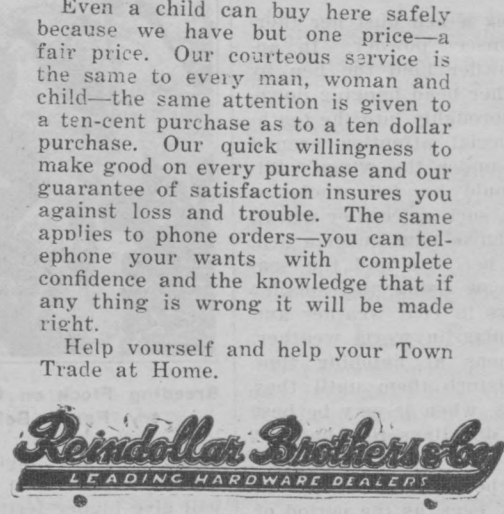 Even a child can buy here safely
because we have but one price—a
fair price. Our courteous service is
the same to every man, woman and
child—the same attention is given to
a ten-cent purchase as to a ten dollar
purchase. Our quick willingness to
make good on every purchase and our
guarantee of satisfaction insures you
against loss and trouble. The same
applies to phone orders—you can tel-
ephone your wants with complete
confidence and the knowledge that if
any thing is wrong it will be made
right.
Help yourself and help your Town
Trade at Home.
Reindollar Brothers & Co
LEADING HARDWARE DEALERS